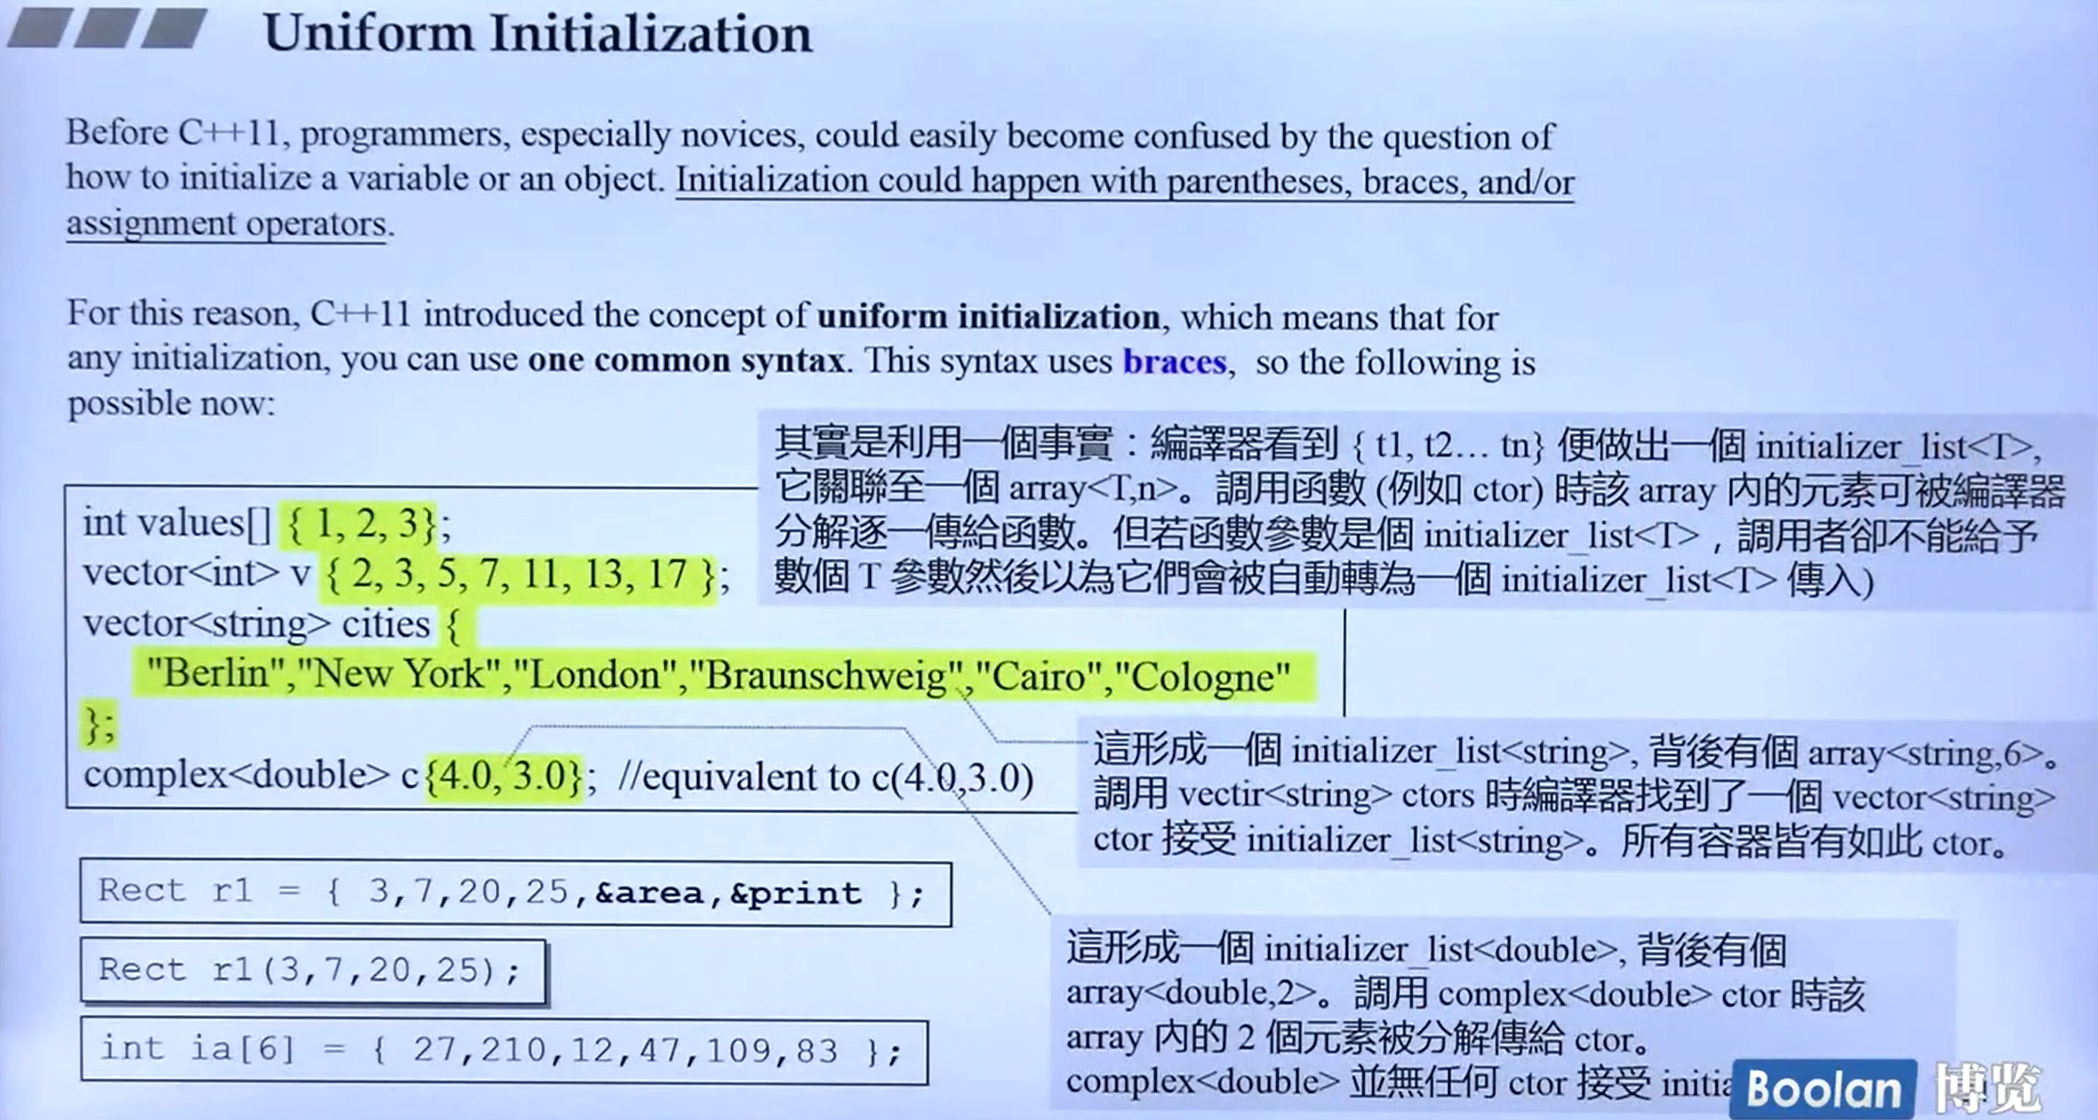 Uniform Initialization
Before C++11, programmers, especially novices, could easily become confused by the question of
how to initialize a variable or an object. Initialization could happen with parentheses, braces, and/or
assignment operators.
For this reason, C++11 introduced the concept of uniform initialization, which means that for
any initialization, you can use one common syntax. This syntax uses braces, so the following is
possible now:
其實是利用一個事實：編譯器看到 { t1, t2… tn} 便做出一個 initializer_list<T>,
它關聯至一個 array<T,n>。調用函數 (例如 ctor) 時該 array 內的元素可被編譯器
分解逐一傳給函數。但若函數參數是個 initializer_list<T>，調用者卻不能給予
數個 T 參數然後以為它們會被自動轉為一個 initializer_list<T> 傳入)
int values[] { 1, 2, 3};
vector<int> v { 2, 3, 5, 7, 11, 13, 17 };
vector<string> cities {
"Berlin","New York","London","Braunschweig","Cairo","Cologne"
};
complex<double> c{4.0, 3.0}; //equivalent to c(4.0,3.0)
這形成一個 initializer_list<string>, 背後有個 array<string,6>。
調用 vectir<string> ctors 時編譯器找到了一個 vector<string>
ctor 接受 initializer_list<string>。所有容器皆有如此 ctor。
Rect r1 = { 3,7,20,25,&area,&print };
Rect r1(3,7,20,25);
int ia[6] = { 27,210,12,47,109,83 };
這形成一個 initializer_list<double>, 背後有個
array<double,2>。調用 complex<double> ctor 時該
array 內的 2 個元素被分解傳給 ctor。
complex<double> 並無任何 ctor 接受 initia
Boolan 博览